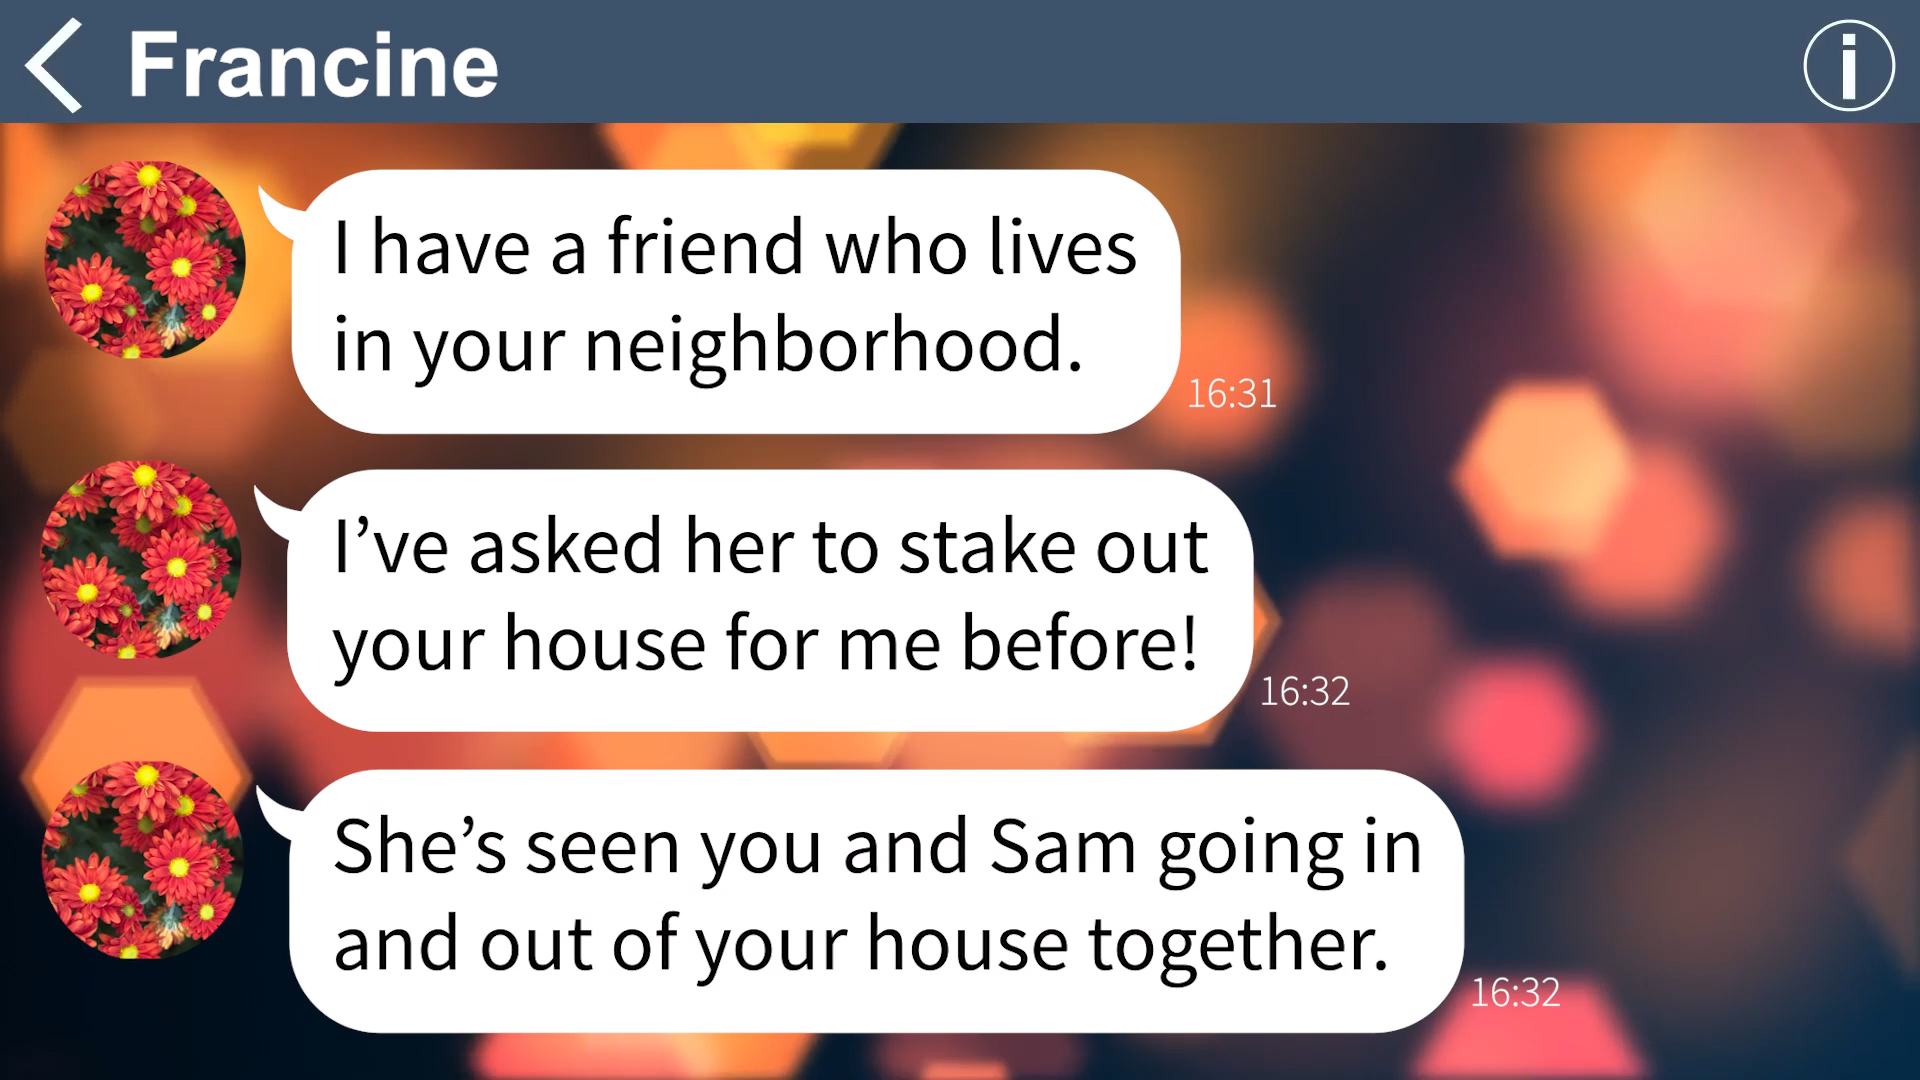 Francine
I have a friend who lives
in your neighborhood.
16:31
I’ve asked her to stake out
your house for me before!
16:32
She’s seen you and Sam going in
and out of your house together.
16:32